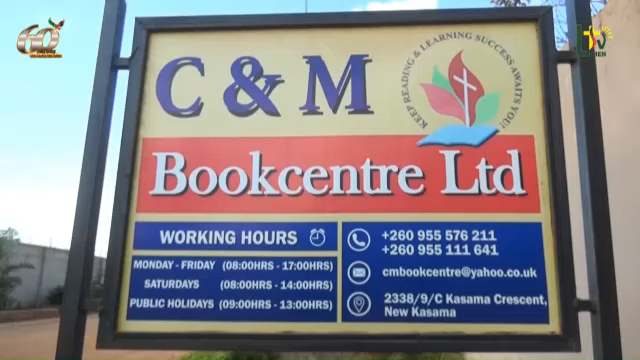 60
tv
C & M
KEEP READING & LEARNING SUCCESS AWAITS YOU!
Bookcentre Ltd
WORKING HOURS
MONDAY - FRIDAY (08:00HRS - 17:00HRS)
SATURDAYS (08:00HRS - 14:00HRS)
PUBLIC HOLIDAYS (09:00HRS - 13:00HRS)
+260 955 576 211
+260 955 111 641
cmbookcentre@yahoo.co.uk
2338/9/C Kasama Crescent,
New Kasama